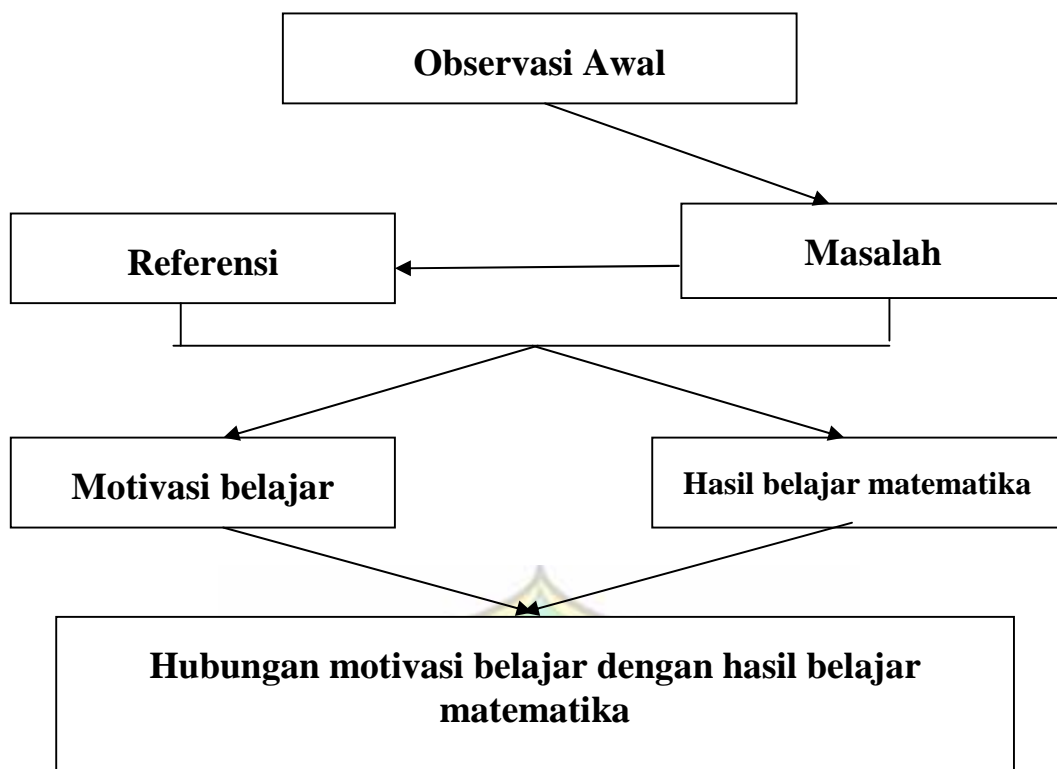 Observasi Awal
Referensi
Masalah
Motivasi belajar
Hasil belajar matematika
Hubungan motivasi belajar dengan hasil belajar
matematika